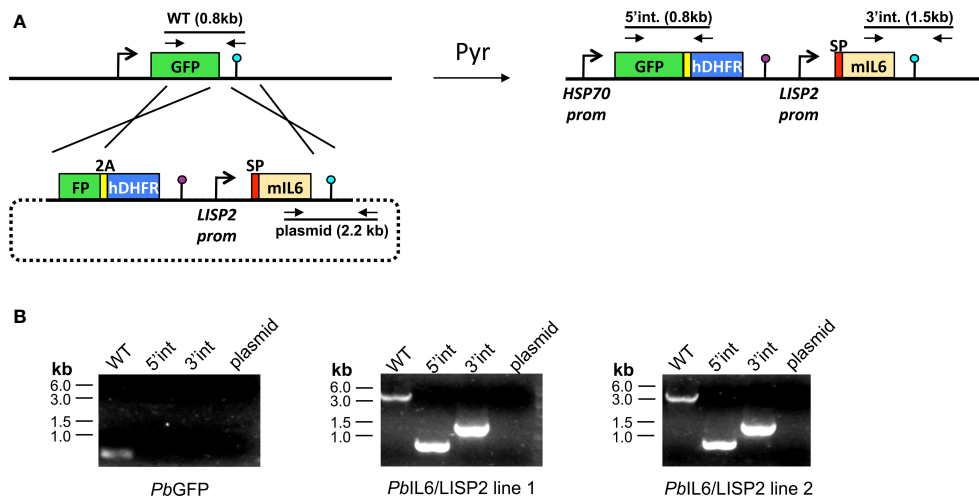 A
WT (0.8kb)
GFP
Pyr
5'int. (0.8kb)
3'int. (1.5kb)
SP
GFP
hDHFR
mIL6
HSP70
prom
LISP2
prom
2A
SP
FP
hDHFR
mIL6
LISP2
prom
plasmid (2.2 kb)
B
kb
WT
5'int
3'int
plasmid
6.0
3.0
1.5
1.0
PbGFP
kb
WT
5'int
3'int
plasmid
6.0
3.0
1.5
1.0
PbIL6/LISP2 line 1
kb
WT
5'int
3'int
plasmid
6.0
3.0
1.5
1.0
PbIL6/LISP2 line 2